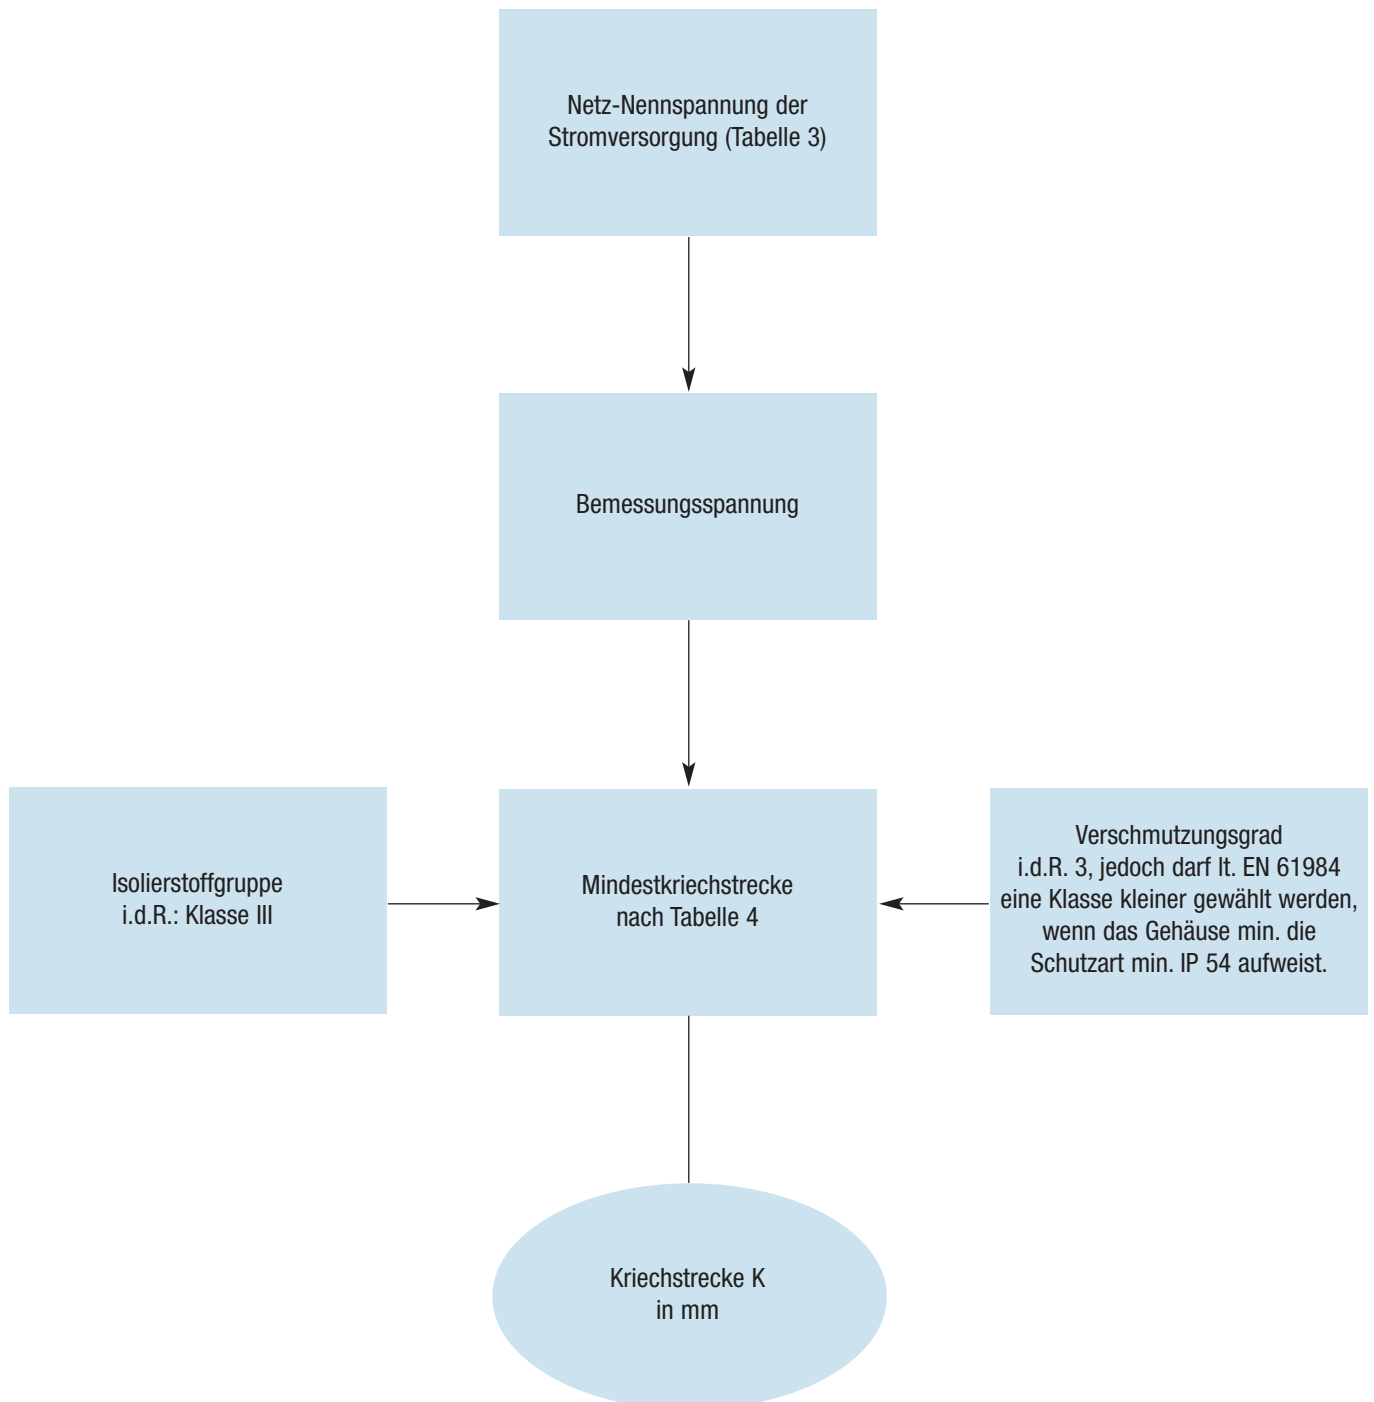 Netz-Nennspannung der
Stromversorgung (Tabelle 3)
Bemessungsspannung
Isolierstoffgruppe
i.d.R.: Klasse III
Mindestkriechstrecke
nach Tabelle 4
Verschmutzungsgrad
i.d.R. 3, jedoch darf lt. EN 61984
eine Klasse kleiner gewählt werden,
wenn das Gehäuse min. die
Schutzart min. IP 54 aufweist.
Kriechstrecke K
in mm